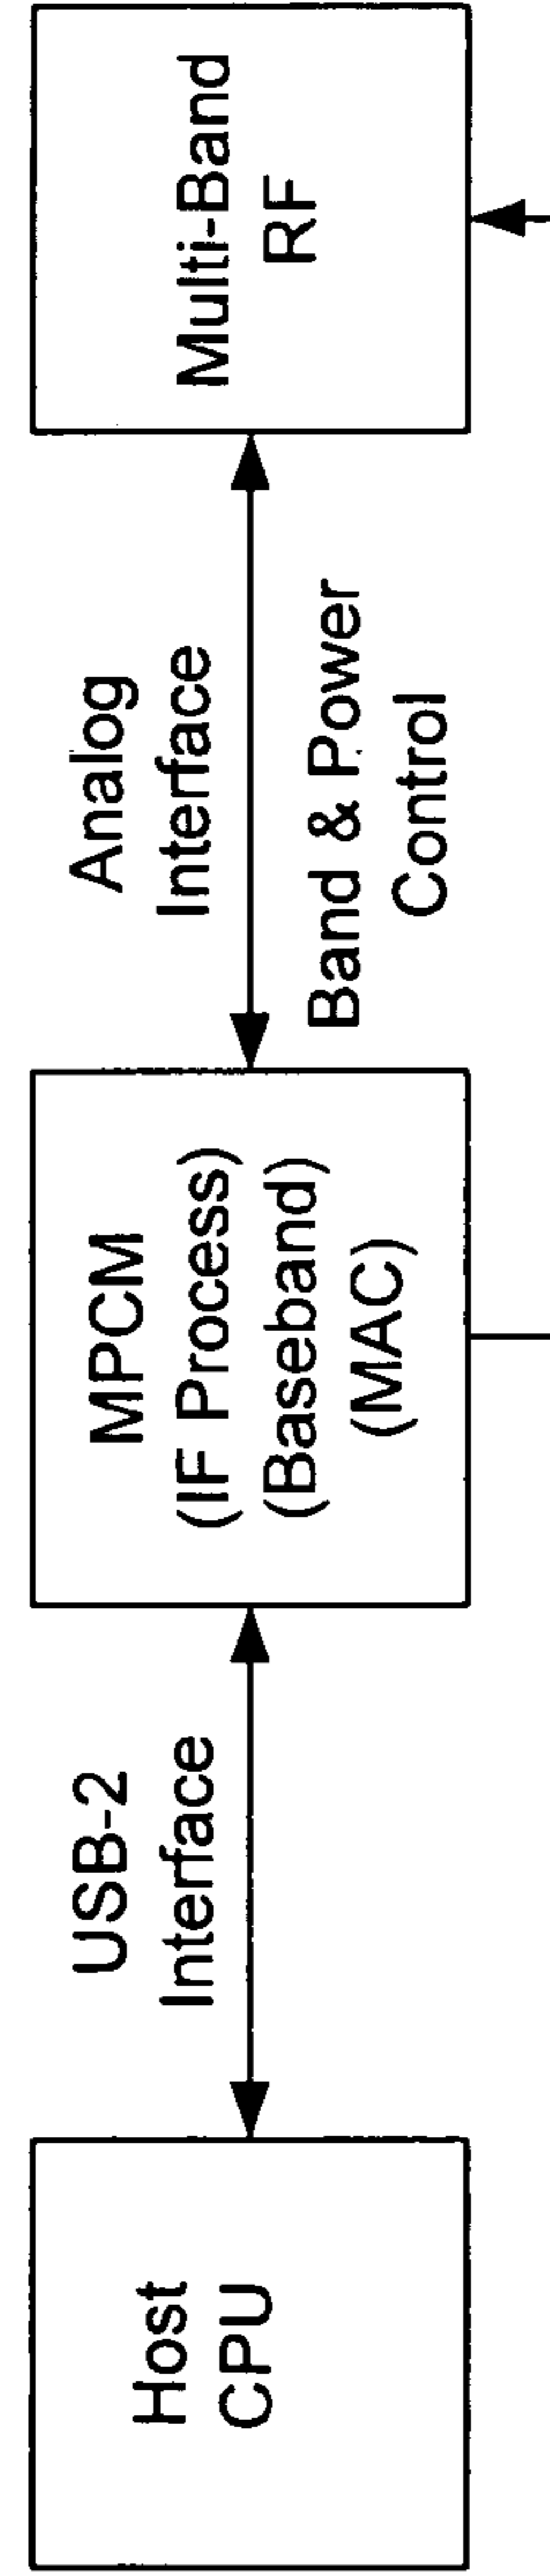 Host
CPU
USB-2
Interface
MPCM
(IF Process)
(Baseband)
(MAC)
Analog
Interface
Band & Power
Control
Multi-Band
RF